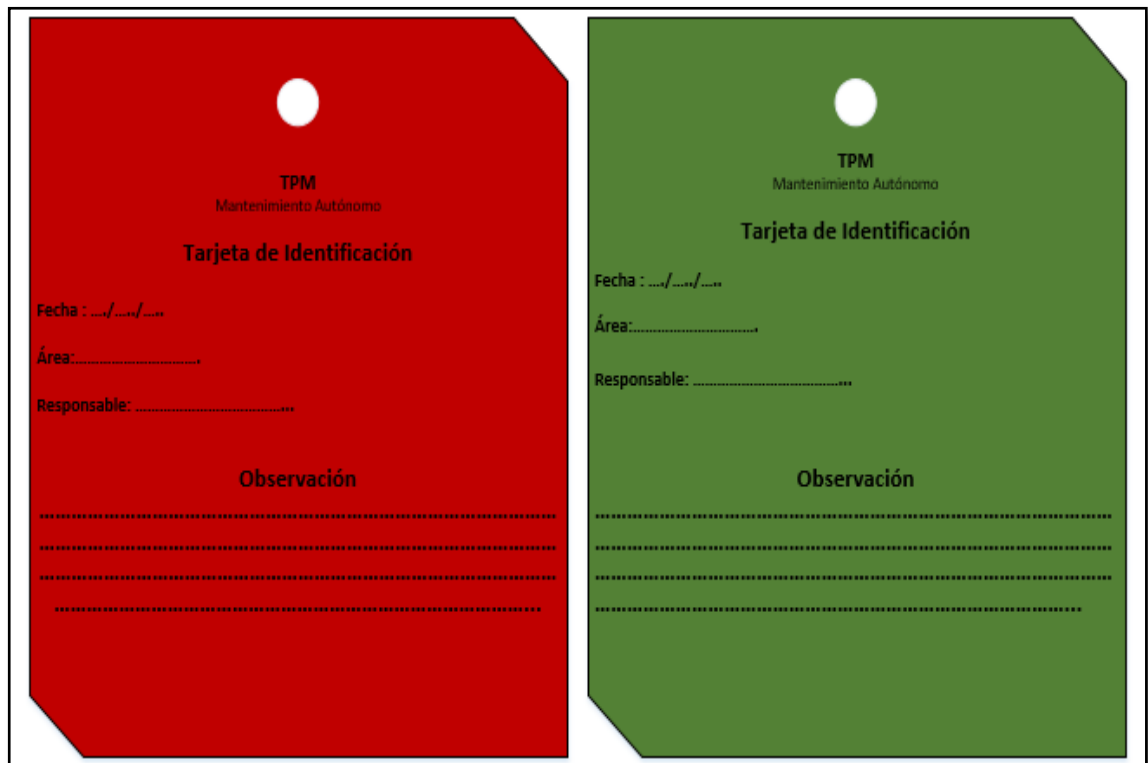 TPM
Mantenimiento Autónomo
Tarjeta de Identificación
Fecha : …./…../…..
Área:………………………….
Responsable: …………………………………
Observación
……………………………………………………………………………………
……………………………………………………………………………………
……………………………………………………………………………………
………………………………………………………………………………
TPM
Mantenimiento Autónomo
Tarjeta de Identificación
Fecha : …./…../…..
Área:………………………….
Responsable: …………………………………
Observación
……………………………………………………………………………………
……………………………………………………………………………………
……………………………………………………………………………………
………………………………………………………………………………